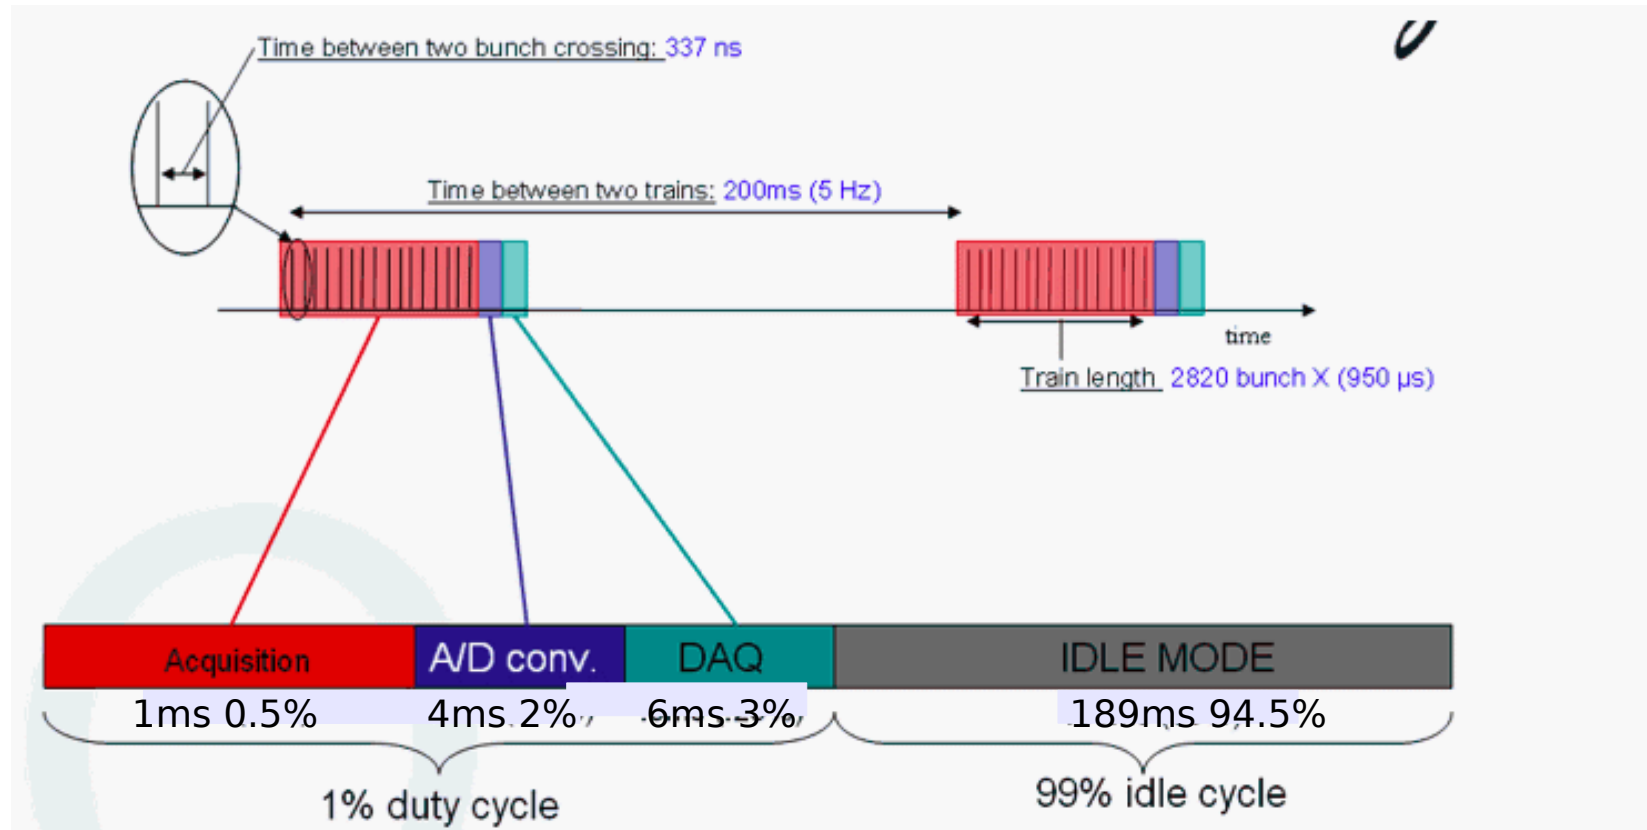 Time between two bunch crossing: 337 ns
Time between two trains: 200ms (5 Hz)
time
Train length 2820 bunch X (950 µs)
Acquisition
A/D conv.
DAQ
IDLE MODE
1ms 0.5%
4ms 2%
6ms 3%
189ms 94.5%
1% duty cycle
99% idle cycle